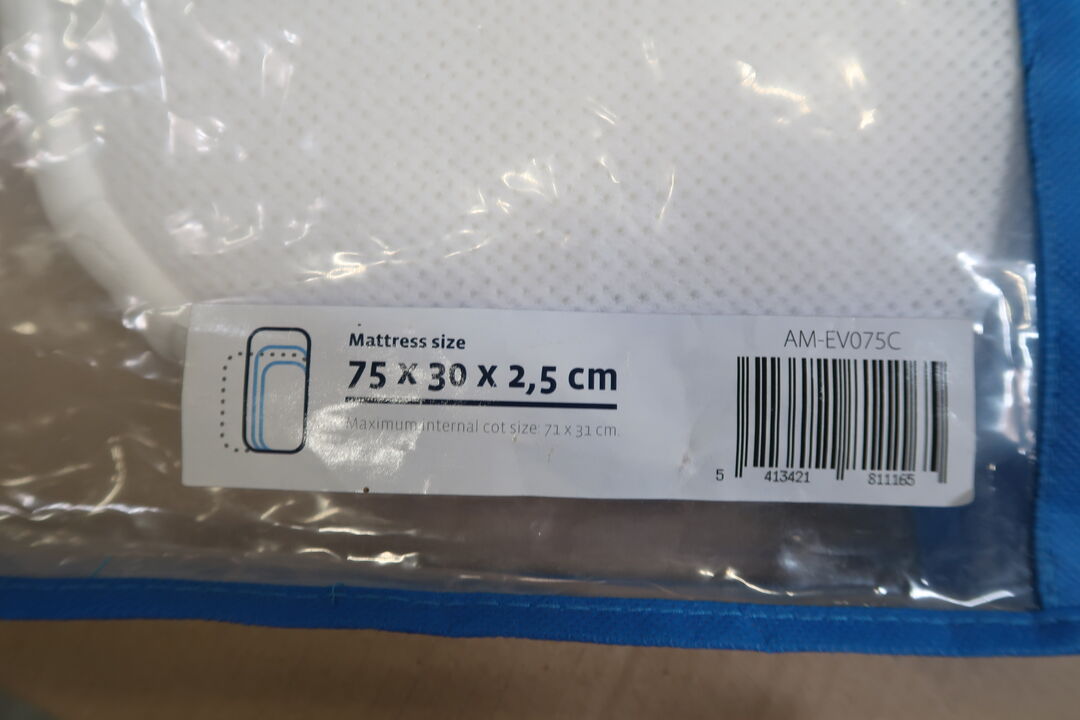 Mattress size
75 x 30 x 2,5 cm
Maximum internal cot size: 71 x 31 cm.
AM-EV075C
5 413421 811165